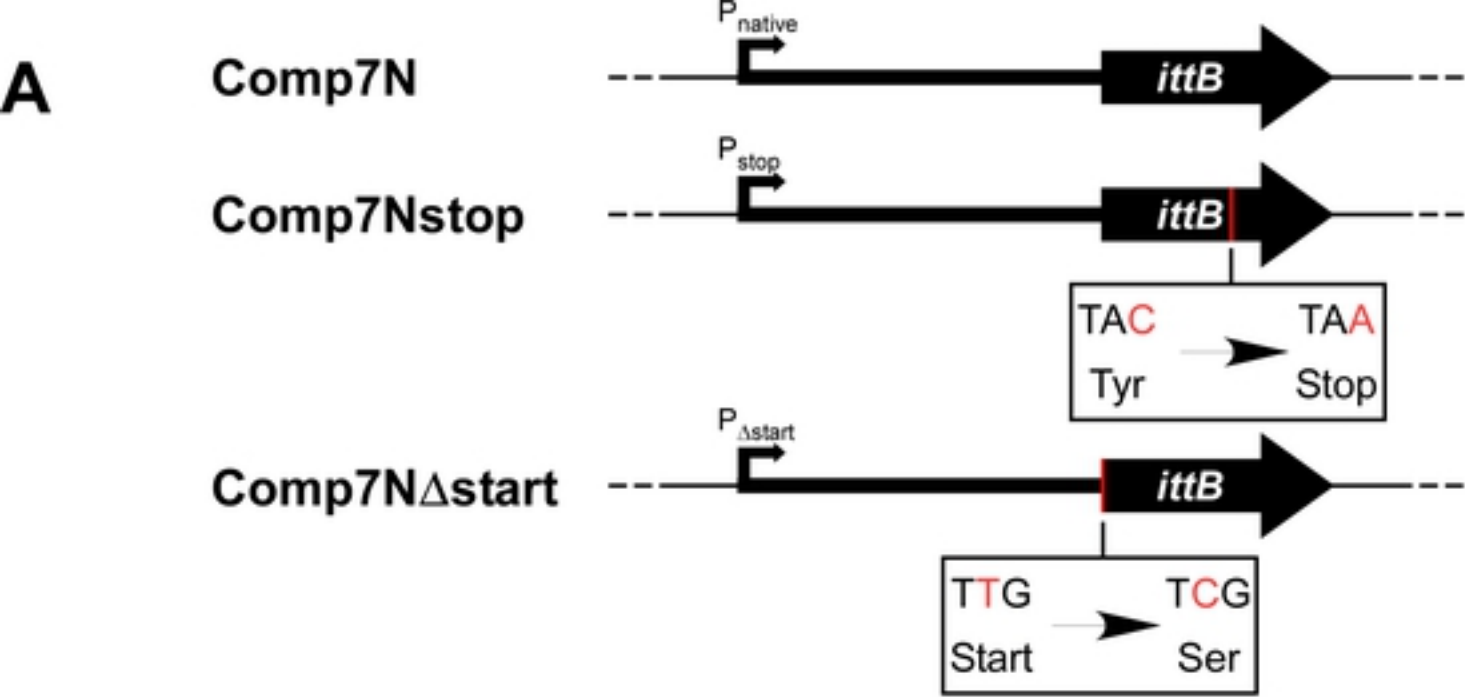 A
Comp7N
Pnative
ittB
Comp7Nstop
Pstop
ittB
TAC TAA
Tyr Stop
Comp7NΔstart
PΔstart
ittB
TTG TCG
Start Ser